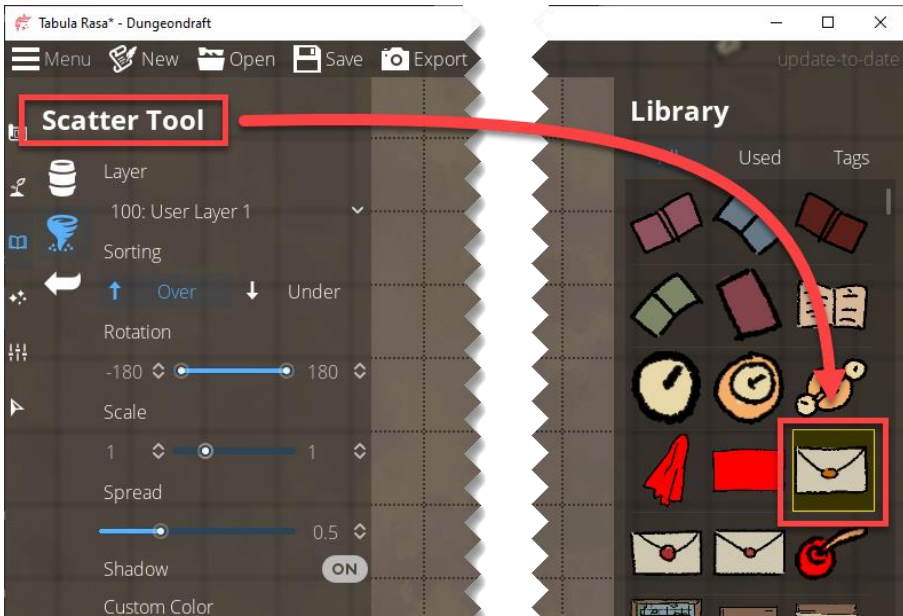 Tabula Rasa* - Dungeondraft
Menu New Open Save Export update-to-date
Scatter Tool
Library
All Used Tags
Layer
100: User Layer 1
Sorting
Over Under
Rotation
-180 180
Scale
1 1
Spread
0.5
Shadow ON
Custom Color